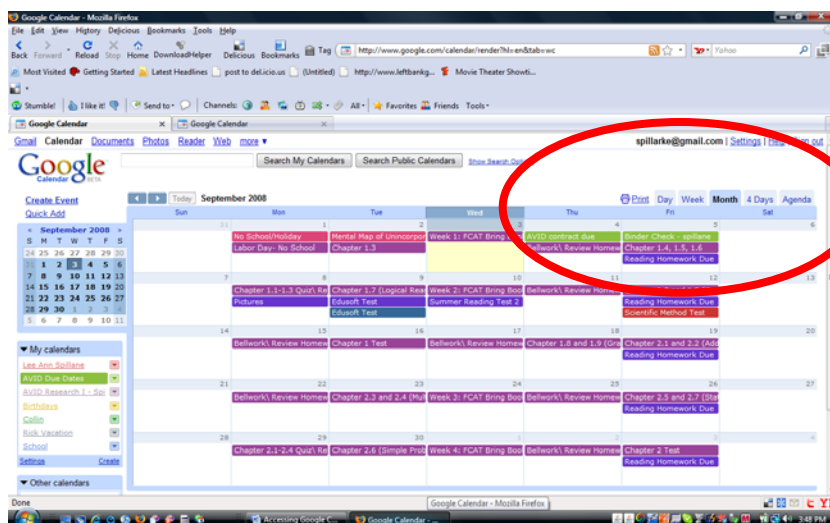 Google Calendar - Mozilla Firefox
File Edit View History Delicious Bookmarks Tools Help
Back Forward Reload Stop Home DownloadHelper Delicious Bookmarks Tag http://www.google.com/calendar/render?hl=en&tab=wc Yahoo
Most Visited Getting Started Latest Headlines post to del.icio.us (Untitled) http://www.leftbankg... Movie Theater Showti...
Stumble! I like it! Send to Channels: All Favorites Friends Tools
Google Calendar Google Calendar
Gmail Calendar Documents Photos Reader Web more spillarke@gmail.com | Settings | Help | Sign out
Google Calendar BETA Search My Calendars Search Public Calendars Show Search Opt
Create Event Today September 2008 Print Day Week Month 4 Days Agenda
Quick Add Sun Mon Tue Wed Thu Fri Sat
« September 2008 » 31 1 2 3 4 5 6
S M T W T F S No School/Holiday Mental Map of Unincorpor Week 1: FCAT Bring Boo AVID contract due Binder Check - spillane
24 25 26 27 28 29 30 Labor Day- No School Chapter 1.3 Bellwork\ Review Homew Chapter 1.4, 1.5, 1.6
31 1 2 3 4 5 6 Reading Homework Due
7 8 9 10 11 12 13 7 8 9 10 11 12 13
14 15 16 17 18 19 20 Chapter 1.1-1.3 Quiz\ Re Chapter 1.7 (Logical Reas Week 2: FCAT Bring Boo Bellwork\ Review Homew
21 22 23 24 25 26 27 Pictures Edusoft Test Summer Reading Test 2 Reading Homework Due
28 29 30 1 2 3 4 Edusoft Test Scientific Method Test
5 6 7 8 9 10 11 14 15 16 17 18 19 20
My calendars Bellwork\ Review Homew Chapter 1 Test Bellwork\ Review Homew Chapter 1.8 and 1.9 (Gra Chapter 2.1 and 2.2 (Add
Lee Ann Spillane Reading Homework Due
AVID Due Dates 21 22 23 24 25 26 27
AVID Research I - Spi Bellwork\ Review Homew Chapter 2.3 and 2.4 (Mul Week 3: FCAT Bring Boo Bellwork\ Review Homew Chapter 2.5 and 2.7 (Sta
Birthdays Reading Homework Due
Collin
Rick Vacation 28 29 30 1 2 3 4
School Chapter 2.1-2.4 Quiz\ Re Chapter 2.6 (Simple Prob Week 4: FCAT Bring Boo Bellwork\ Review Homew Chapter 2 Test
Settings Create Reading Homework Due
Other calendars
Done Google Calendar - Mozilla Firefox
Accessing Google C... Google Calendar - ... 3:48 PM